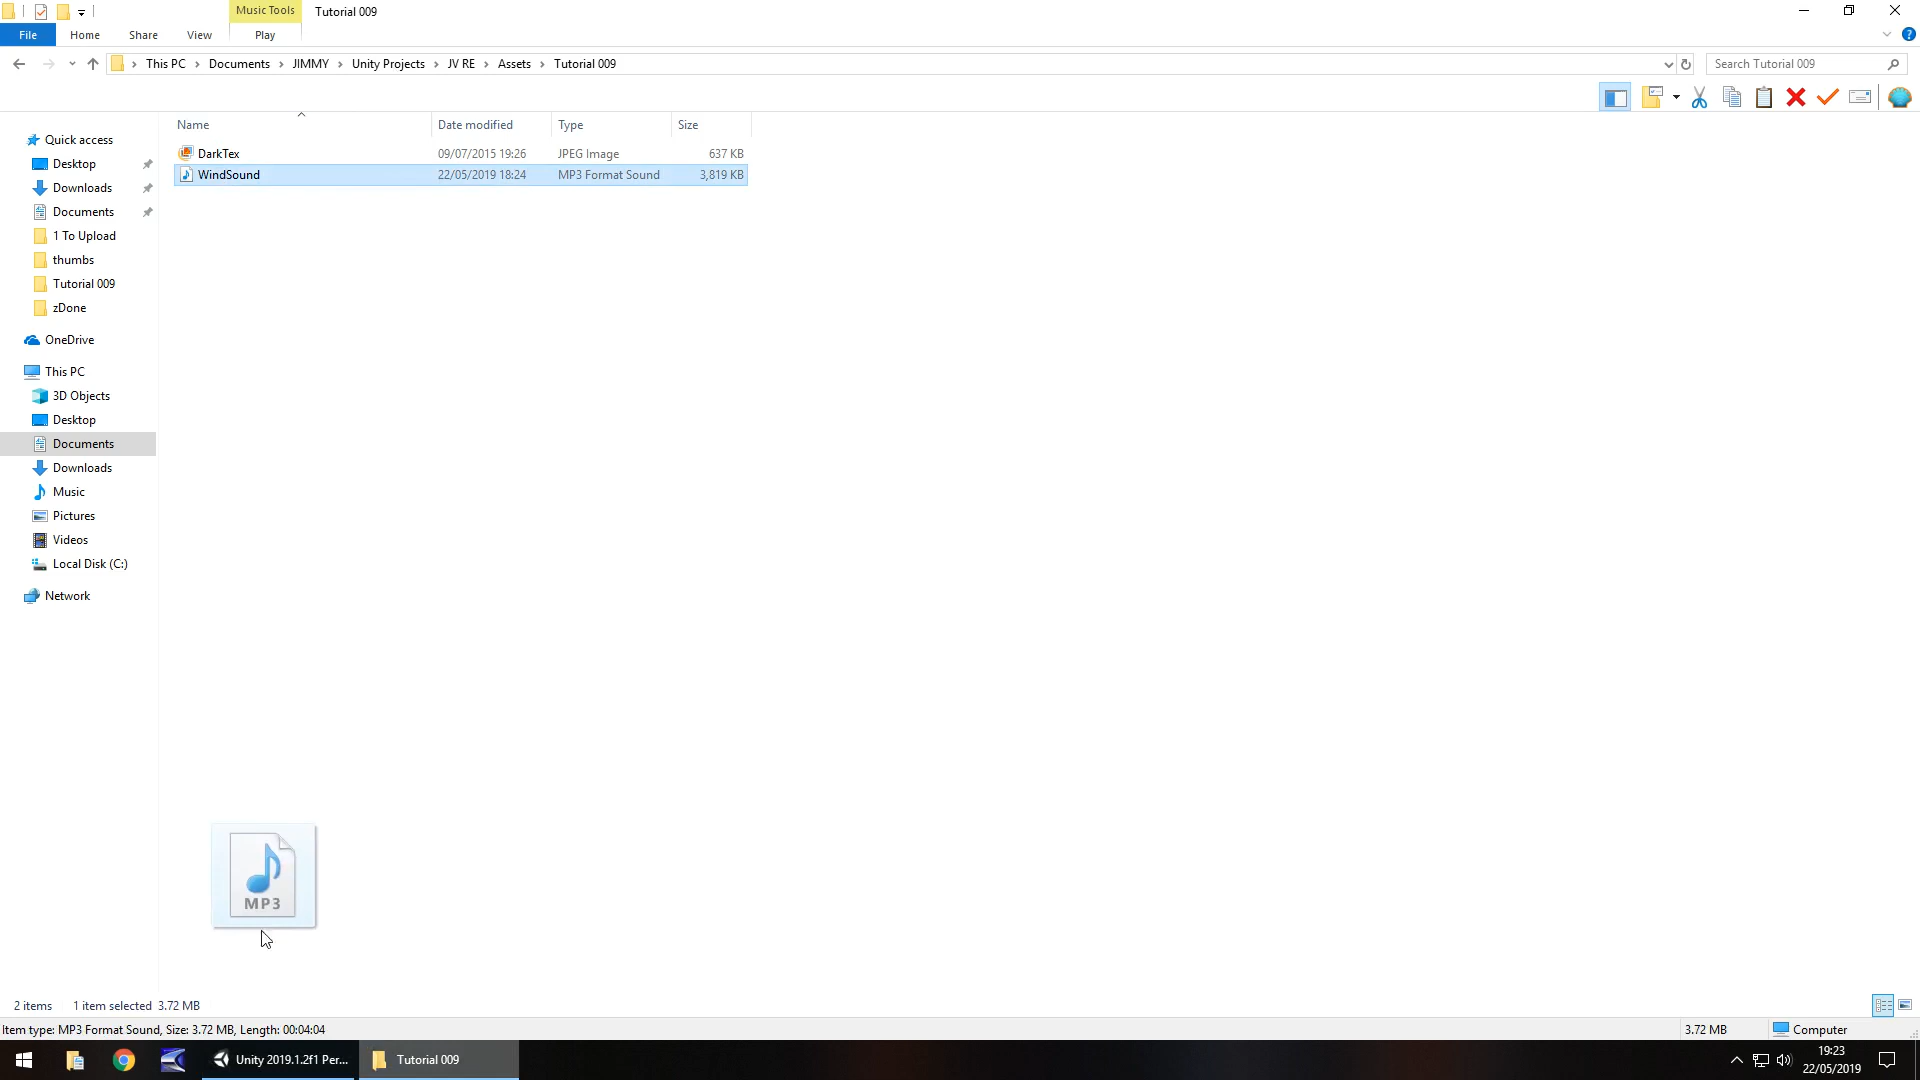 Music Tools
Tutorial 009
File
Home
Share
View
Play
This PC
Documents
JIMMY
Unity Projects
JV RE
Assets
Tutorial 009
Search Tutorial 009
Name
Date modified
Type
Size
DarkTex
09/07/2015 19:26
JPEG Image
637 KB
WindSound
22/05/2019 18:24
MP3 Format Sound
3,819 KB
Quick access
Desktop
Downloads
Documents
1 To Upload
thumbs
Tutorial 009
zDone
OneDrive
This PC
3D Objects
Desktop
Documents
Downloads
Music
Pictures
Videos
Local Disk (C:)
Network
MP3
2 items
1 item selected 3.72 MB
Item type: MP3 Format Sound, Size: 3.72 MB, Length: 00:04:04
3.72 MB
Computer
Unity 2019.1.2f1 Per...
Tutorial 009
19:23
22/05/2019